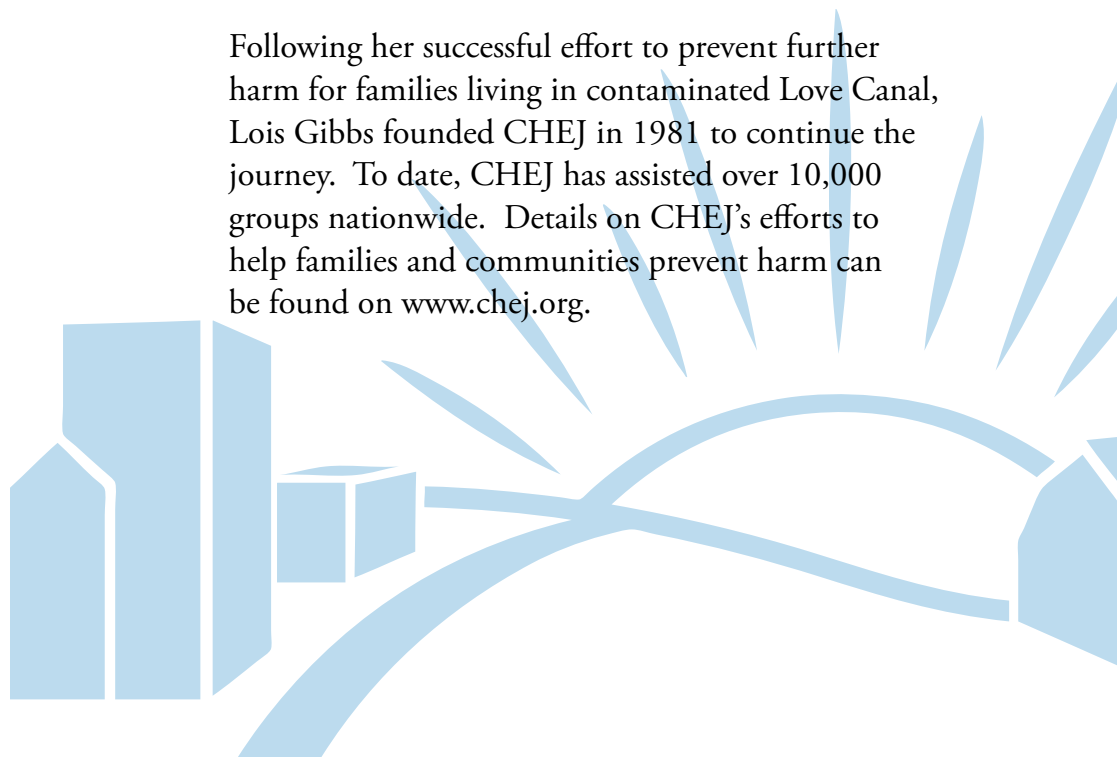 Following her successful effort to prevent further
harm for families living in contaminated Love Canal,
Lois Gibbs founded CHEJ in 1981 to continue the
journey.  To date, CHEJ has assisted over 10,000
groups nationwide.  Details on CHEJ’s efforts to
help families and communities prevent harm can
be found on www.chej.org.